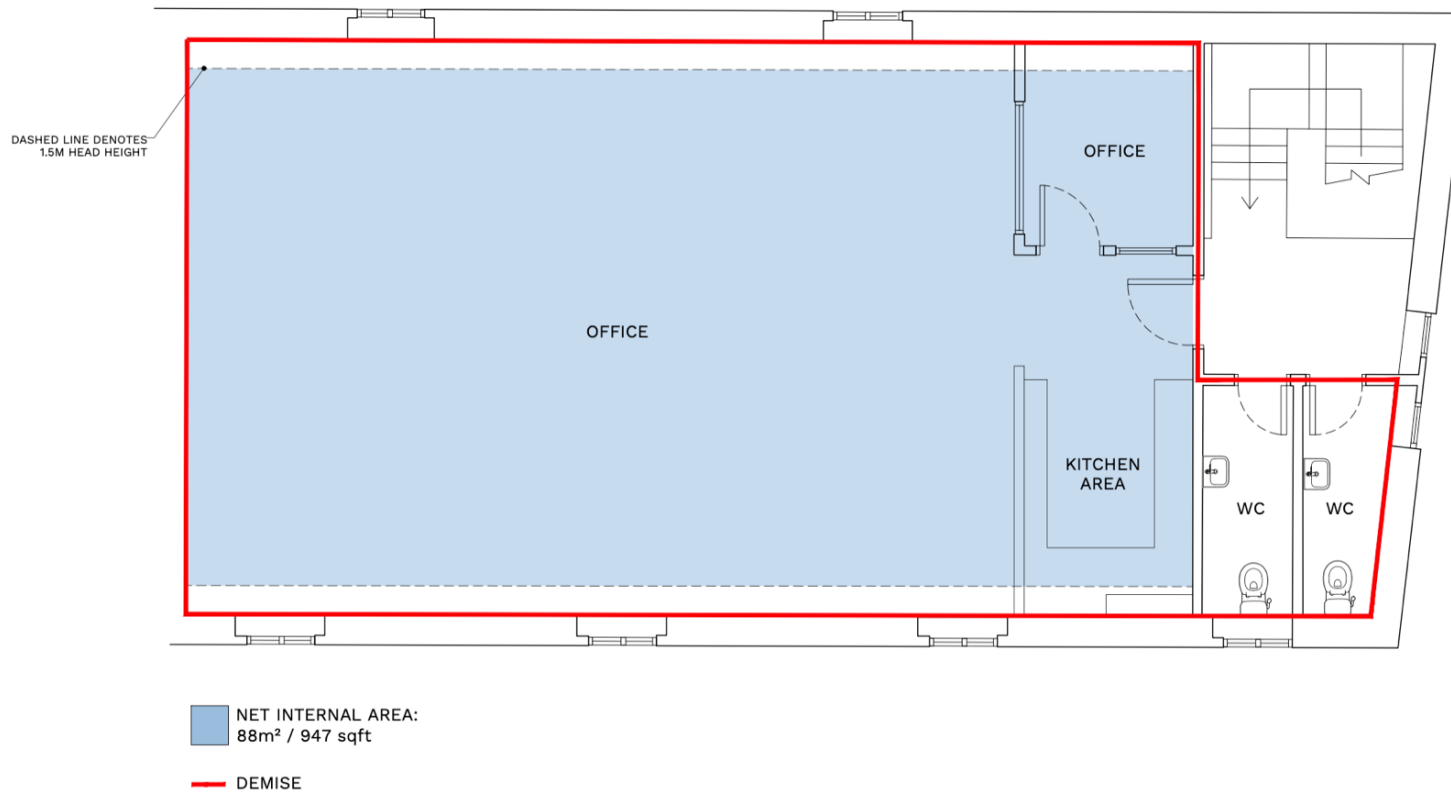 DASHED LINE DENOTES
1.5M HEAD HEIGHT
OFFICE
OFFICE
KITCHEN
AREA
WC
WC
NET INTERNAL AREA:
88m² / 947 sqft
DEMISE